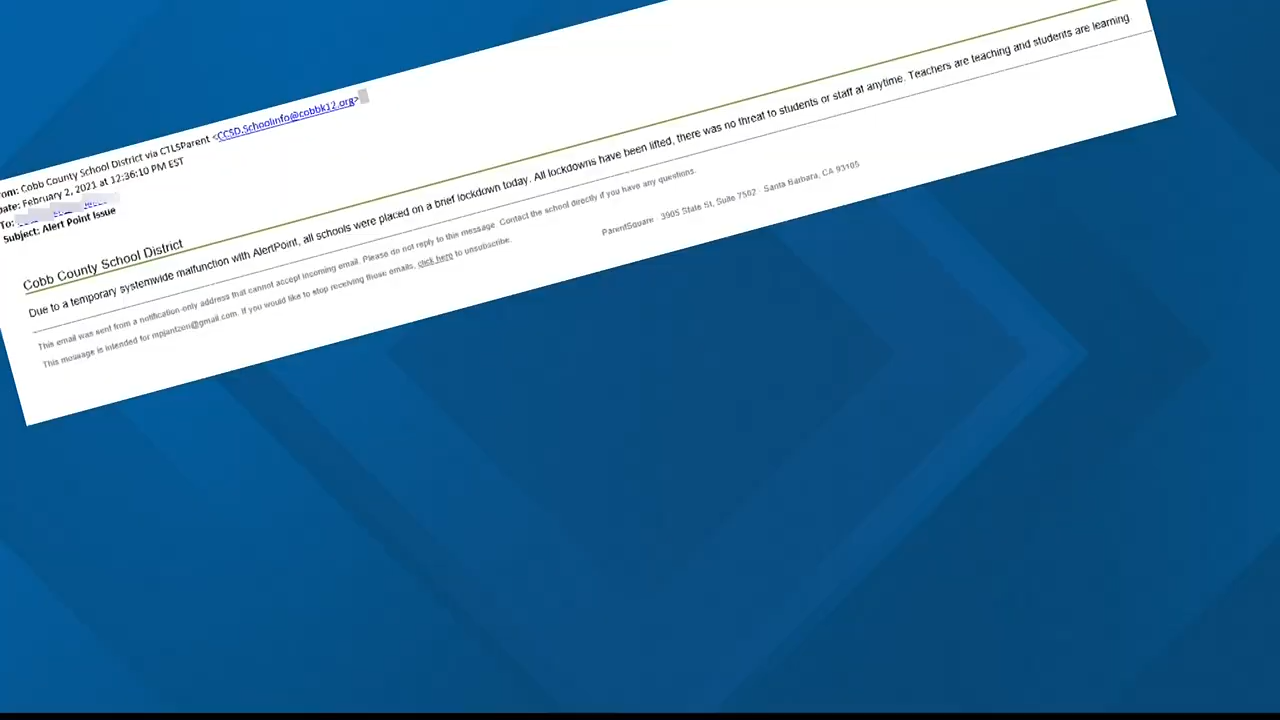 From: Cobb County School District via CTLSParent <CCSD.SchoolInfo@cobbk12.org>
Date: February 2, 2021 at 12:36:10 PM EST
To:
Subject: Alert Point Issue
Cobb County School District
Due to a temporary systemwide malfunction with AlertPoint, all schools were placed on a brief lockdown today. All lockdowns have been lifted, there was no threat to students or staff at anytime. Teachers are teaching and students are learning
This email was sent from a notification-only address that cannot accept incoming email. Please do not reply to this message. Contact the school directly if you have any questions.
This message is intended for mpjantzen@gmail.com. If you would like to stop receiving these emails, click here to unsubscribe.
ParentSquare · 3905 State St, Suite 7502 · Santa Barbara, CA 93105